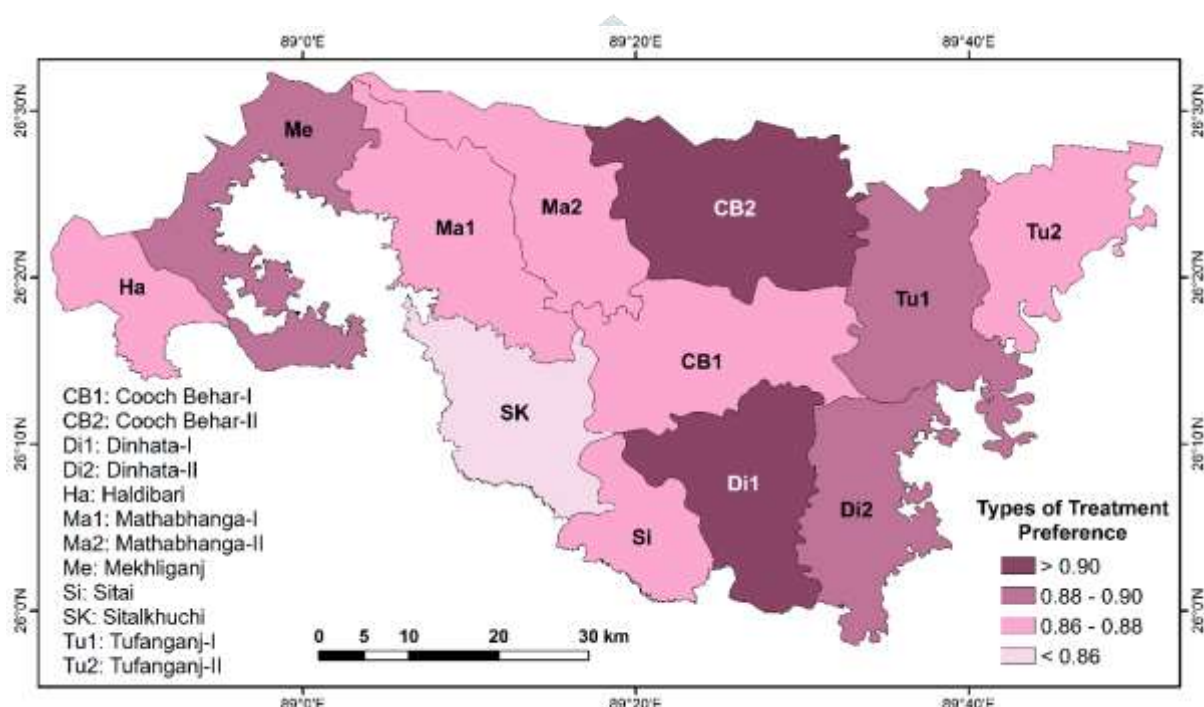 89°0'E 89°20'E 89°40'E
26°30'N 26°30'N
Me
Ma1 Ma2 CB2 Tu2
26°20'N 26°20'N
Ha Tu1
CB1
SK
CB1: Cooch Behar-I
CB2: Cooch Behar-II
Di1: Dinhata-I
Di2: Dinhata-II
Ha: Haldibari
Ma1: Mathabhanga-I
Ma2: Mathabhanga-II
Me: Mekhliganj
Si: Sitai
SK: Sitalkhuchi
Tu1: Tufanganj-I
Tu2: Tufanganj-II
26°10'N 26°10'N
Di1 Di2
Si
Types of Treatment
Preference
> 0.90
0.88 - 0.90
0.86 - 0.88
< 0.86
26°0'N 26°0'N
0 5 10 20 30 km
89°0'E 89°20'E 89°40'E